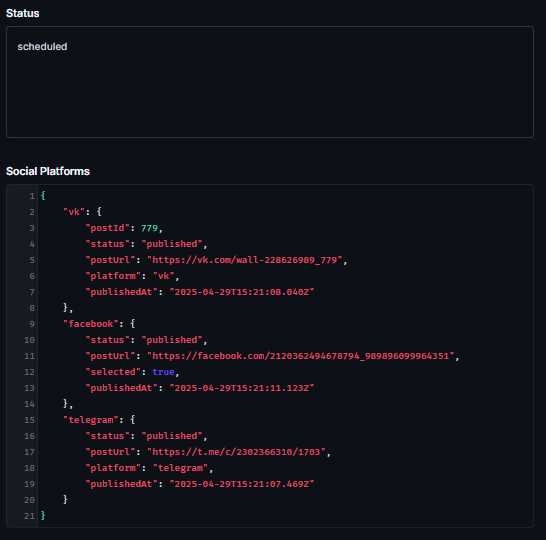 Status
scheduled
Social Platforms
1 {
2 "vk": {
3 "postId": 779,
4 "status": "published",
5 "postUrl": "https://vk.com/wall-228626989_779",
6 "platform": "vk",
7 "publishedAt": "2025-04-29T15:21:08.040Z"
8 },
9 "facebook": {
10 "status": "published",
11 "postUrl": "https://facebook.com/2120362494678794_989896099964351",
12 "selected": true,
13 "publishedAt": "2025-04-29T15:21:11.123Z"
14 },
15 "telegram": {
16 "status": "published",
17 "postUrl": "https://t.me/c/2302366310/1703",
18 "platform": "telegram",
19 "publishedAt": "2025-04-29T15:21:07.469Z"
20 }
21 }